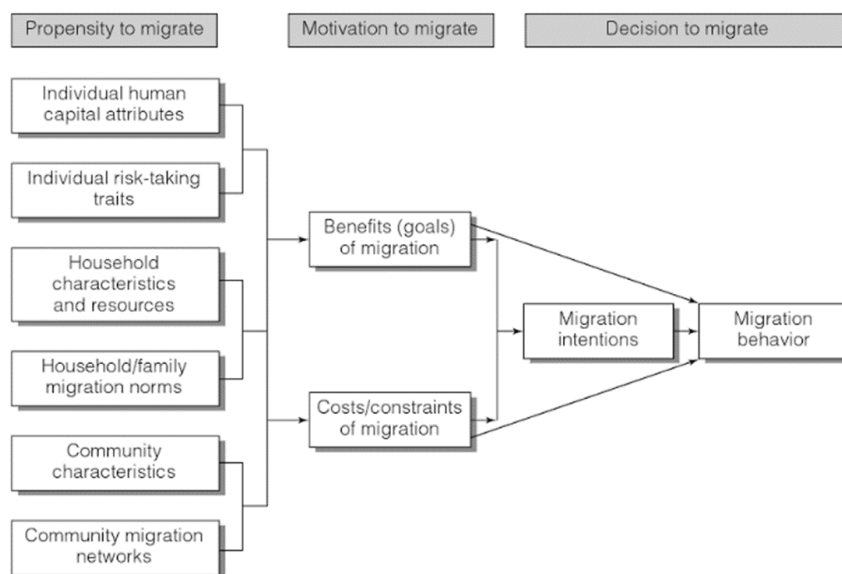 Propensity to migrate
Motivation to migrate
Decision to migrate
Individual human
capital attributes
Individual risk-taking
traits
Household
characteristics
and resources
Household/family
migration norms
Community
characteristics
Community migration
networks
Benefits (goals)
of migration
Costs/constraints
of migration
Migration
intentions
Migration
behavior